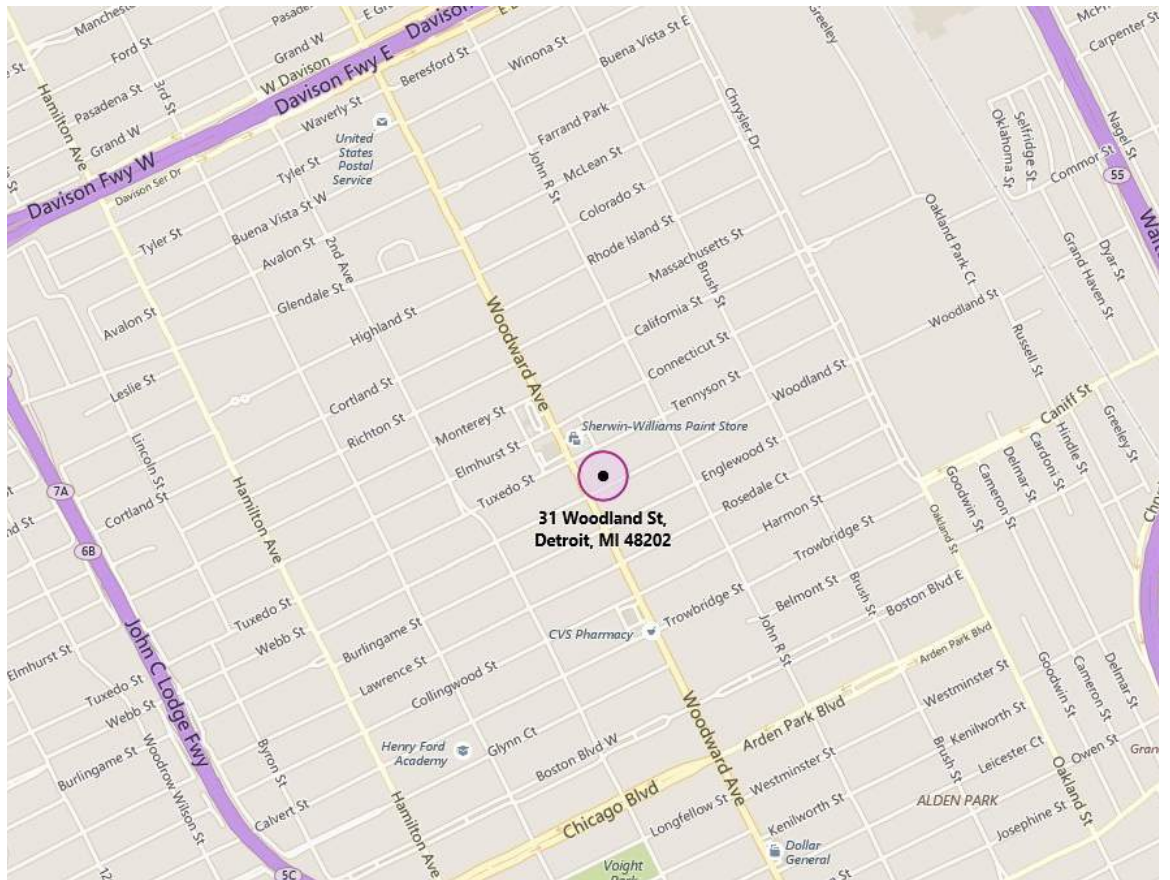 Manchester
Pasadena
E Gr
E D
Davison
Ford St
Grand W
W Davison
Davison Fwy E
Beresford St
Winona St
Buena Vista St E
Greeley
McPh
Carpenter St
3rd St
Pasadena St
Hamilton Ave
Grand W
Waverly St
United
States
Postal
Service
Farrand Park
Chrysler Dr
Selfridge St
Oklahoma St
Nagel St
55
Commor St
Davison Fwy W
Davison Ser Dr
Tyler St
John R St
McLean St
Colorado St
Oakland Park Ct
Walt
Tyler St
Buena Vista St W
Avalon St
2nd Ave
Rhode Island St
Massachusetts St
Brush St
Grand Haven St
Dyar St
Glendale St
Avalon St
Highland St
Woodward Ave
California St
Connecticut St
Woodland St
Russell St
Leslie St
Cortland St
Richton St
Monterey St
Tennyson St
Woodland St
Sherwin-Williams Paint Store
Caniff St
Greeley St
Lincoln St
Elmhurst St
Tuxedo St
Englewood St
Rosedale Ct
Hindle St
Cardoni St
Delmar St
Cameron St
Goodwin St
7A
Cortland St
Hamilton Ave
31 Woodland St,
Detroit, MI 48202
Harmon St
Oakland St
Chry
6B
Trowbridge St
Tuxedo St
Webb St
Burlingame St
CVS Pharmacy
Trowbridge St
Belmont St
Brush St
Boston Blvd E
John R St
Elmhurst St
John C Lodge Fwy
Lawrence St
Collingwood St
Arden Park Blvd
Tuxedo St
Webb St
Westminster St
Goodwin St
Cameron St
Delmar St
Woodward Ave
Burlingame St
Woodrow Wilson St
Byron St
Henry Ford
Academy
Glynn Ct
Boston Blvd W
Arden Park Blvd
Brush St
Kenilworth St
Leicester Ct
Owen St
Gran
Westminster St
Calvert St
Hamilton Ave
Chicago Blvd
Longfellow St
Kenilworth St
ALDEN PARK
Oakland St
Josephine St
Dollar
General
12
5C
Voight
Park